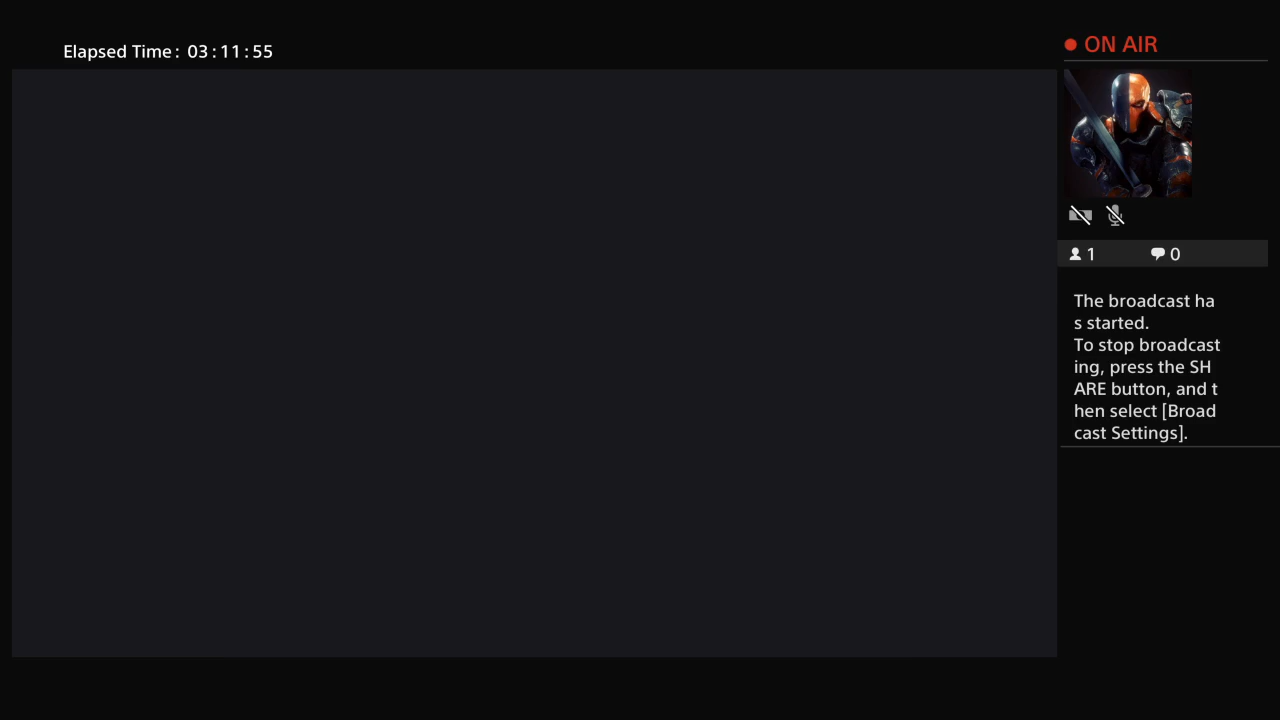 Elapsed Time: 03:11:55
ON AIR
1 0
The broadcast ha
s started.
To stop broadcast
ing, press the SH
ARE button, and t
hen select [Broad
cast Settings].